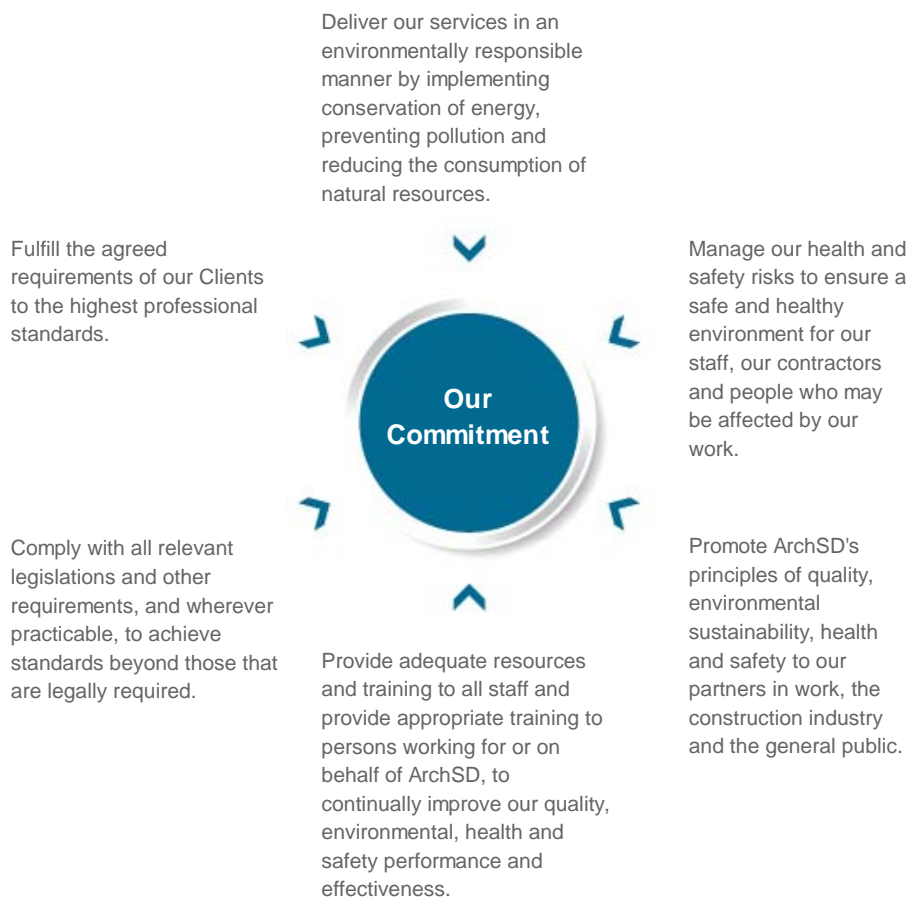 Deliver our services in an
environmentally responsible
manner by implementing
conservation of energy,
preventing pollution and
reducing the consumption of
natural resources.
Fulfill the agreed
requirements of our Clients
to the highest professional
standards.
Manage our health and
safety risks to ensure a
safe and healthy
environment for our
staff, our contractors
and people who may
be affected by our
work.
Our
Commitment
Comply with all relevant
legislations and other
requirements, and wherever
practicable, to achieve
standards beyond those that
are legally required.
Provide adequate resources
and training to all staff and
provide appropriate training to
persons working for or on
behalf of ArchSD, to
continually improve our quality,
environmental, health and
safety performance and
effectiveness.
Promote ArchSD's
principles of quality,
environmental
sustainability, health
and safety to our
partners in work, the
construction industry
and the general public.